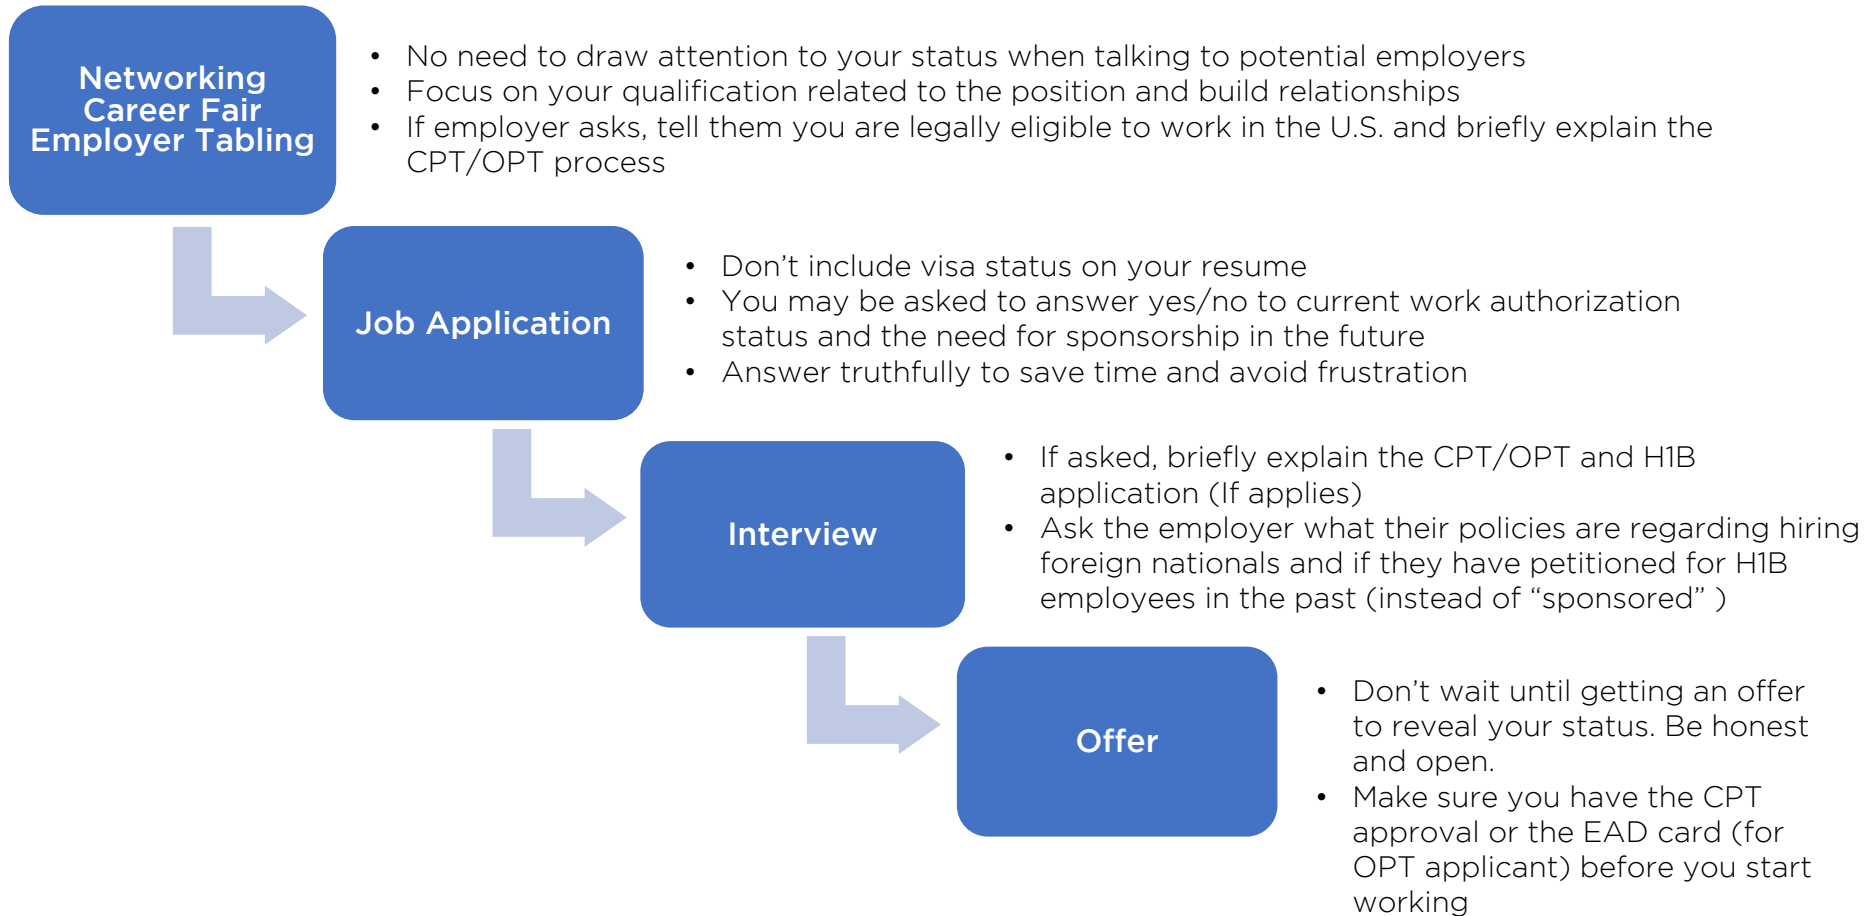 Networking
Career Fair
Employer Tabling
• No need to draw attention to your status when talking to potential employers
• Focus on your qualification related to the position and build relationships
• If employer asks, tell them you are legally eligible to work in the U.S. and briefly explain the
CPT/OPT process
Job Application
• Don’t include visa status on your resume
• You may be asked to answer yes/no to current work authorization
status and the need for sponsorship in the future
• Answer truthfully to save time and avoid frustration
Interview
• If asked, briefly explain the CPT/OPT and H1B
application (If applies)
• Ask the employer what their policies are regarding hiring
foreign nationals and if they have petitioned for H1B
employees in the past (instead of “sponsored” )
Offer
• Don’t wait until getting an offer
to reveal your status. Be honest
and open.
• Make sure you have the CPT
approval or the EAD card (for
OPT applicant) before you start
working